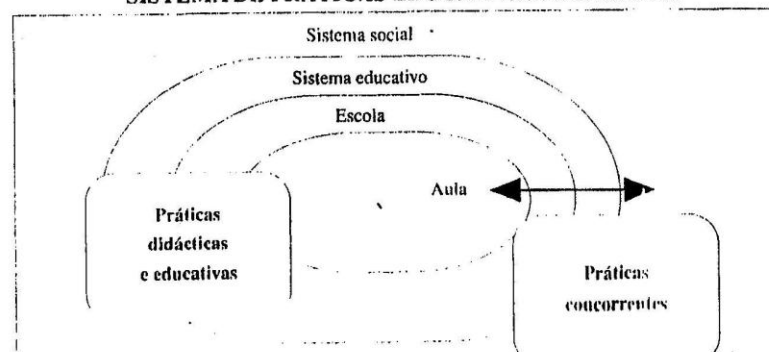 Sistema social
Sistema educativo
Escola
Aula
Práticas
didácticas
e educativas
Práticas
concorrentes